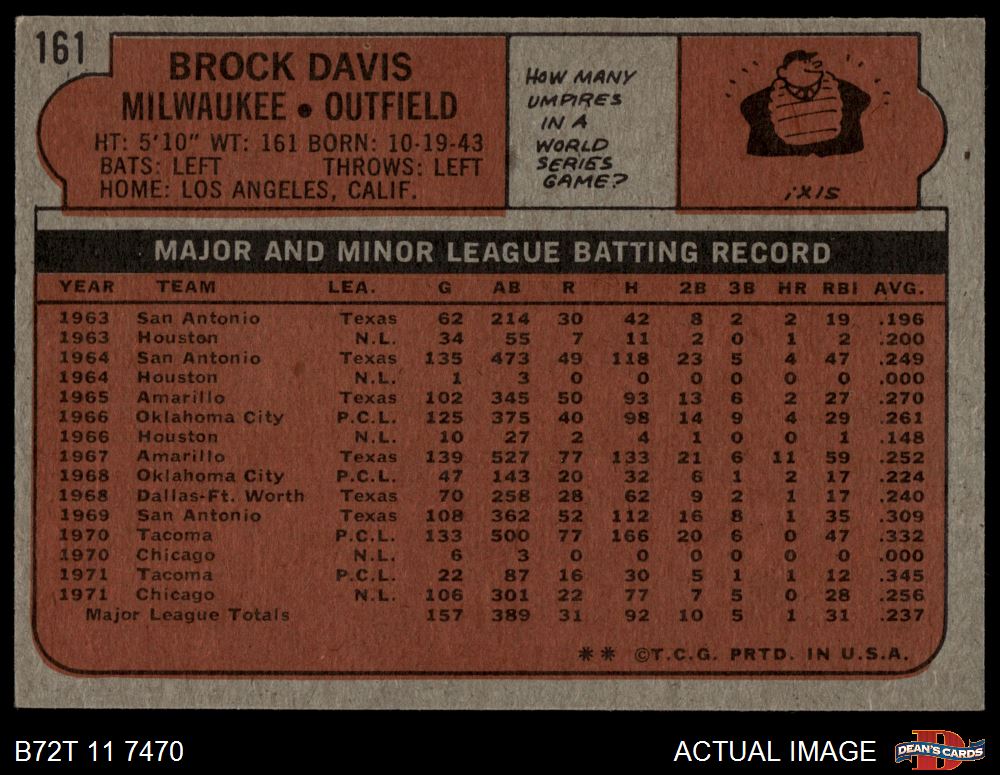 161
BROCK DAVIS
MILWAUKEE • OUTFIELD
HT: 5'10" WT: 161 BORN: 10-19-43
BATS: LEFT THROWS: LEFT
HOME: LOS ANGELES, CALIF.
HOW MANY
UMPIRES
IN A
WORLD
SERIES
GAME?
SIX!
MAJOR AND MINOR LEAGUE BATTING RECORD
YEAR TEAM LEA. G AB R H 2B 3B HR RBI AVG.
1963 San Antonio Texas 62 214 30 42 8 2 2 19 .196
1963 Houston N.L. 34 55 7 11 2 0 1 2 .200
1964 San Antonio Texas 135 473 49 118 23 5 4 47 .249
1964 Houston N.L. 1 3 0 0 0 0 0 0 .000
1965 Amarillo Texas 102 345 50 93 13 6 2 27 .270
1966 Oklahoma City P.C.L. 125 375 40 98 14 9 4 29 .261
1966 Houston N.L. 10 27 2 4 1 0 0 1 .148
1967 Amarillo Texas 139 527 77 133 21 6 11 59 .252
1968 Oklahoma City P.C.L. 47 143 20 32 6 1 2 17 .224
1968 Dallas-Ft. Worth Texas 70 258 28 62 9 2 1 17 .240
1969 San Antonio Texas 108 362 52 112 16 8 1 35 .309
1970 Tacoma P.C.L. 133 500 77 166 20 6 0 47 .332
1970 Chicago N.L. 6 3 0 0 0 0 0 0 .000
1971 Tacoma P.C.L. 22 87 16 30 5 1 1 12 .345
1971 Chicago N.L. 106 301 22 77 7 5 0 28 .256
Major League Totals 157 389 31 92 10 5 1 31 .237
** ©T.C.G. PRTD. IN U.S.A.
B72T 11 7470
ACTUAL IMAGE
DEAN'S CARDS